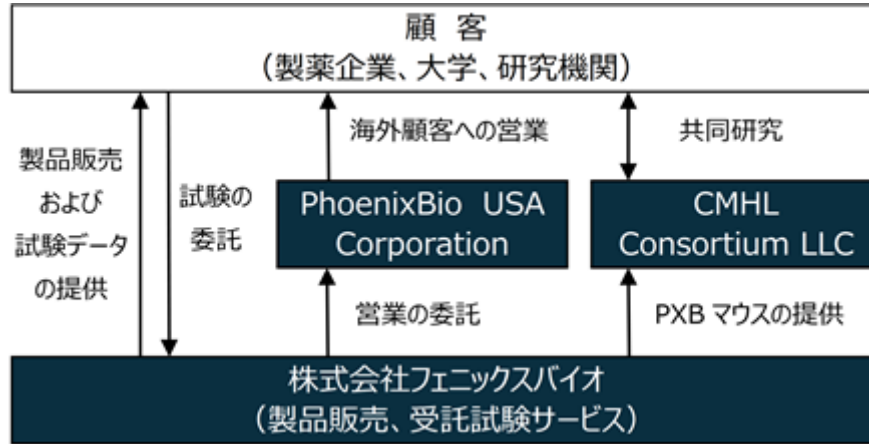 顧 客
（製薬企業、大学、研究機関）
製品販売
および
試験データ
の提供
試験の
委託
海外顧客への営業
共同研究
PhoenixBio USA
Corporation
CMHL
Consortium LLC
営業の委託
PXB マウスの提供
株式会社フェニックスバイオ
（製品販売、受託試験サービス）